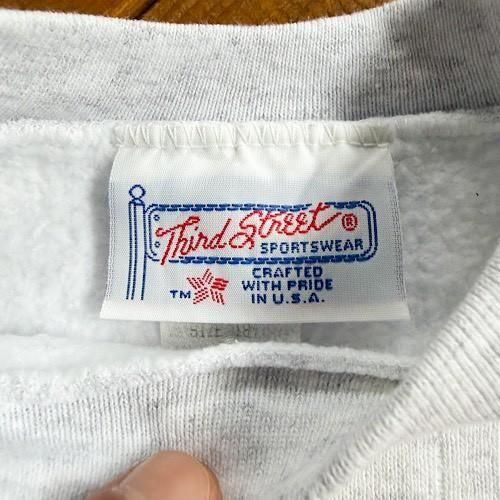 Third Street ®
SPORTSWEAR
CRAFTED
TM WITH PRIDE
IN U.S.A.